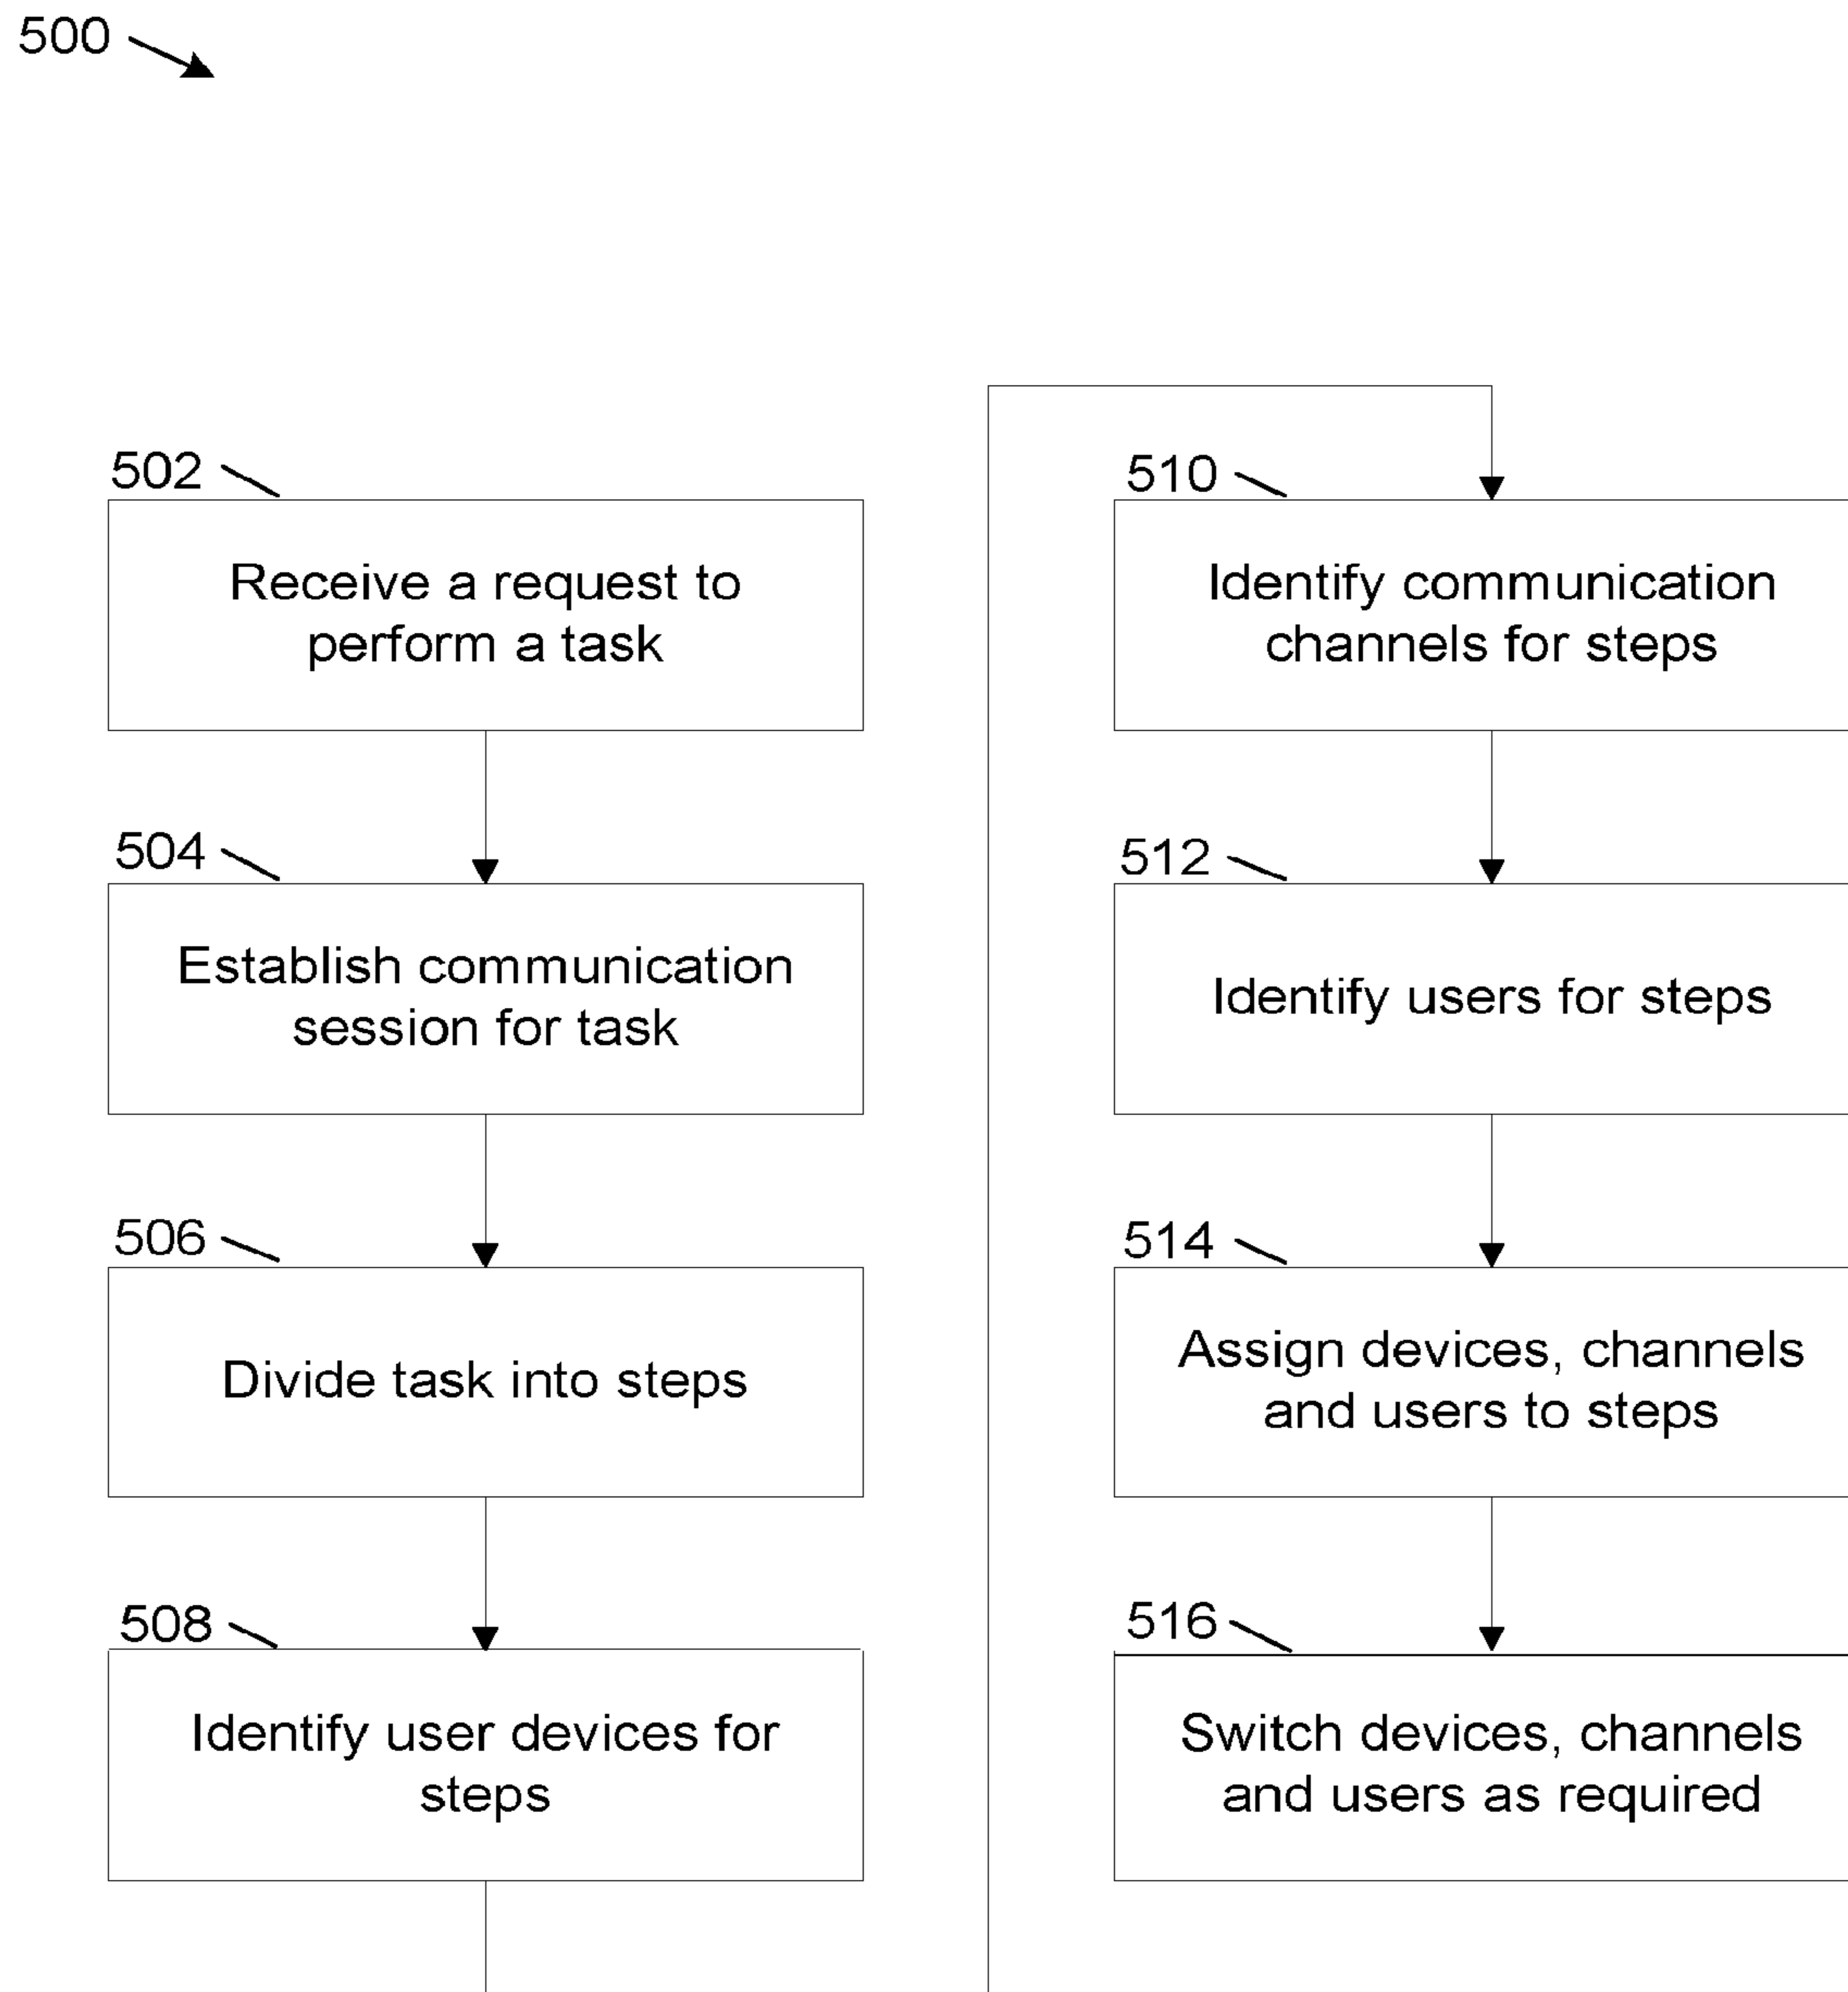 500
502
Receive a request to
perform a task
504
Establish communication
session for task
506
Divide task into steps
508
Identify user devices for
steps
510
Identify communication
channels for steps
512
Identify users for steps
514
Assign devices, channels
and users to steps
516
Switch devices, channels
and users as required